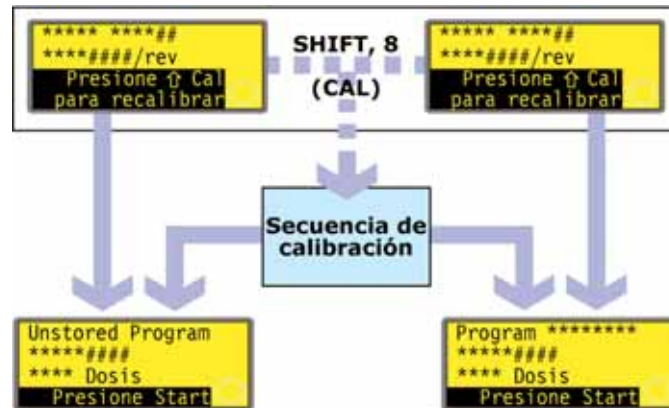 ***** ****##
****####/rev
Presione ⇧ Cal
para recalibrar
SHIFT, 8
(CAL)
***** ****##
****####/rev
Presione ⇧ Cal
para recalibrar
Secuencia de
calibración
Unstored Program
*****####
**** Dosis
Presione Start
Program ********
*****####
**** Dosis
Presione Start